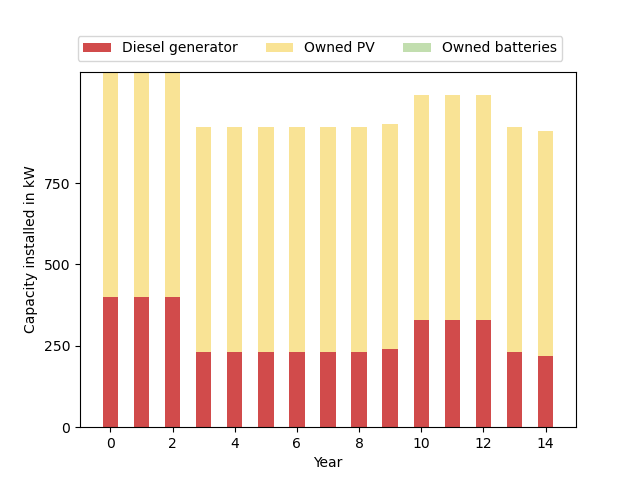 Diesel generator Owned PV Owned batteries
Capacity installed in kW
750
500
250
0
0 2 4 6 8 10 12 14
Year